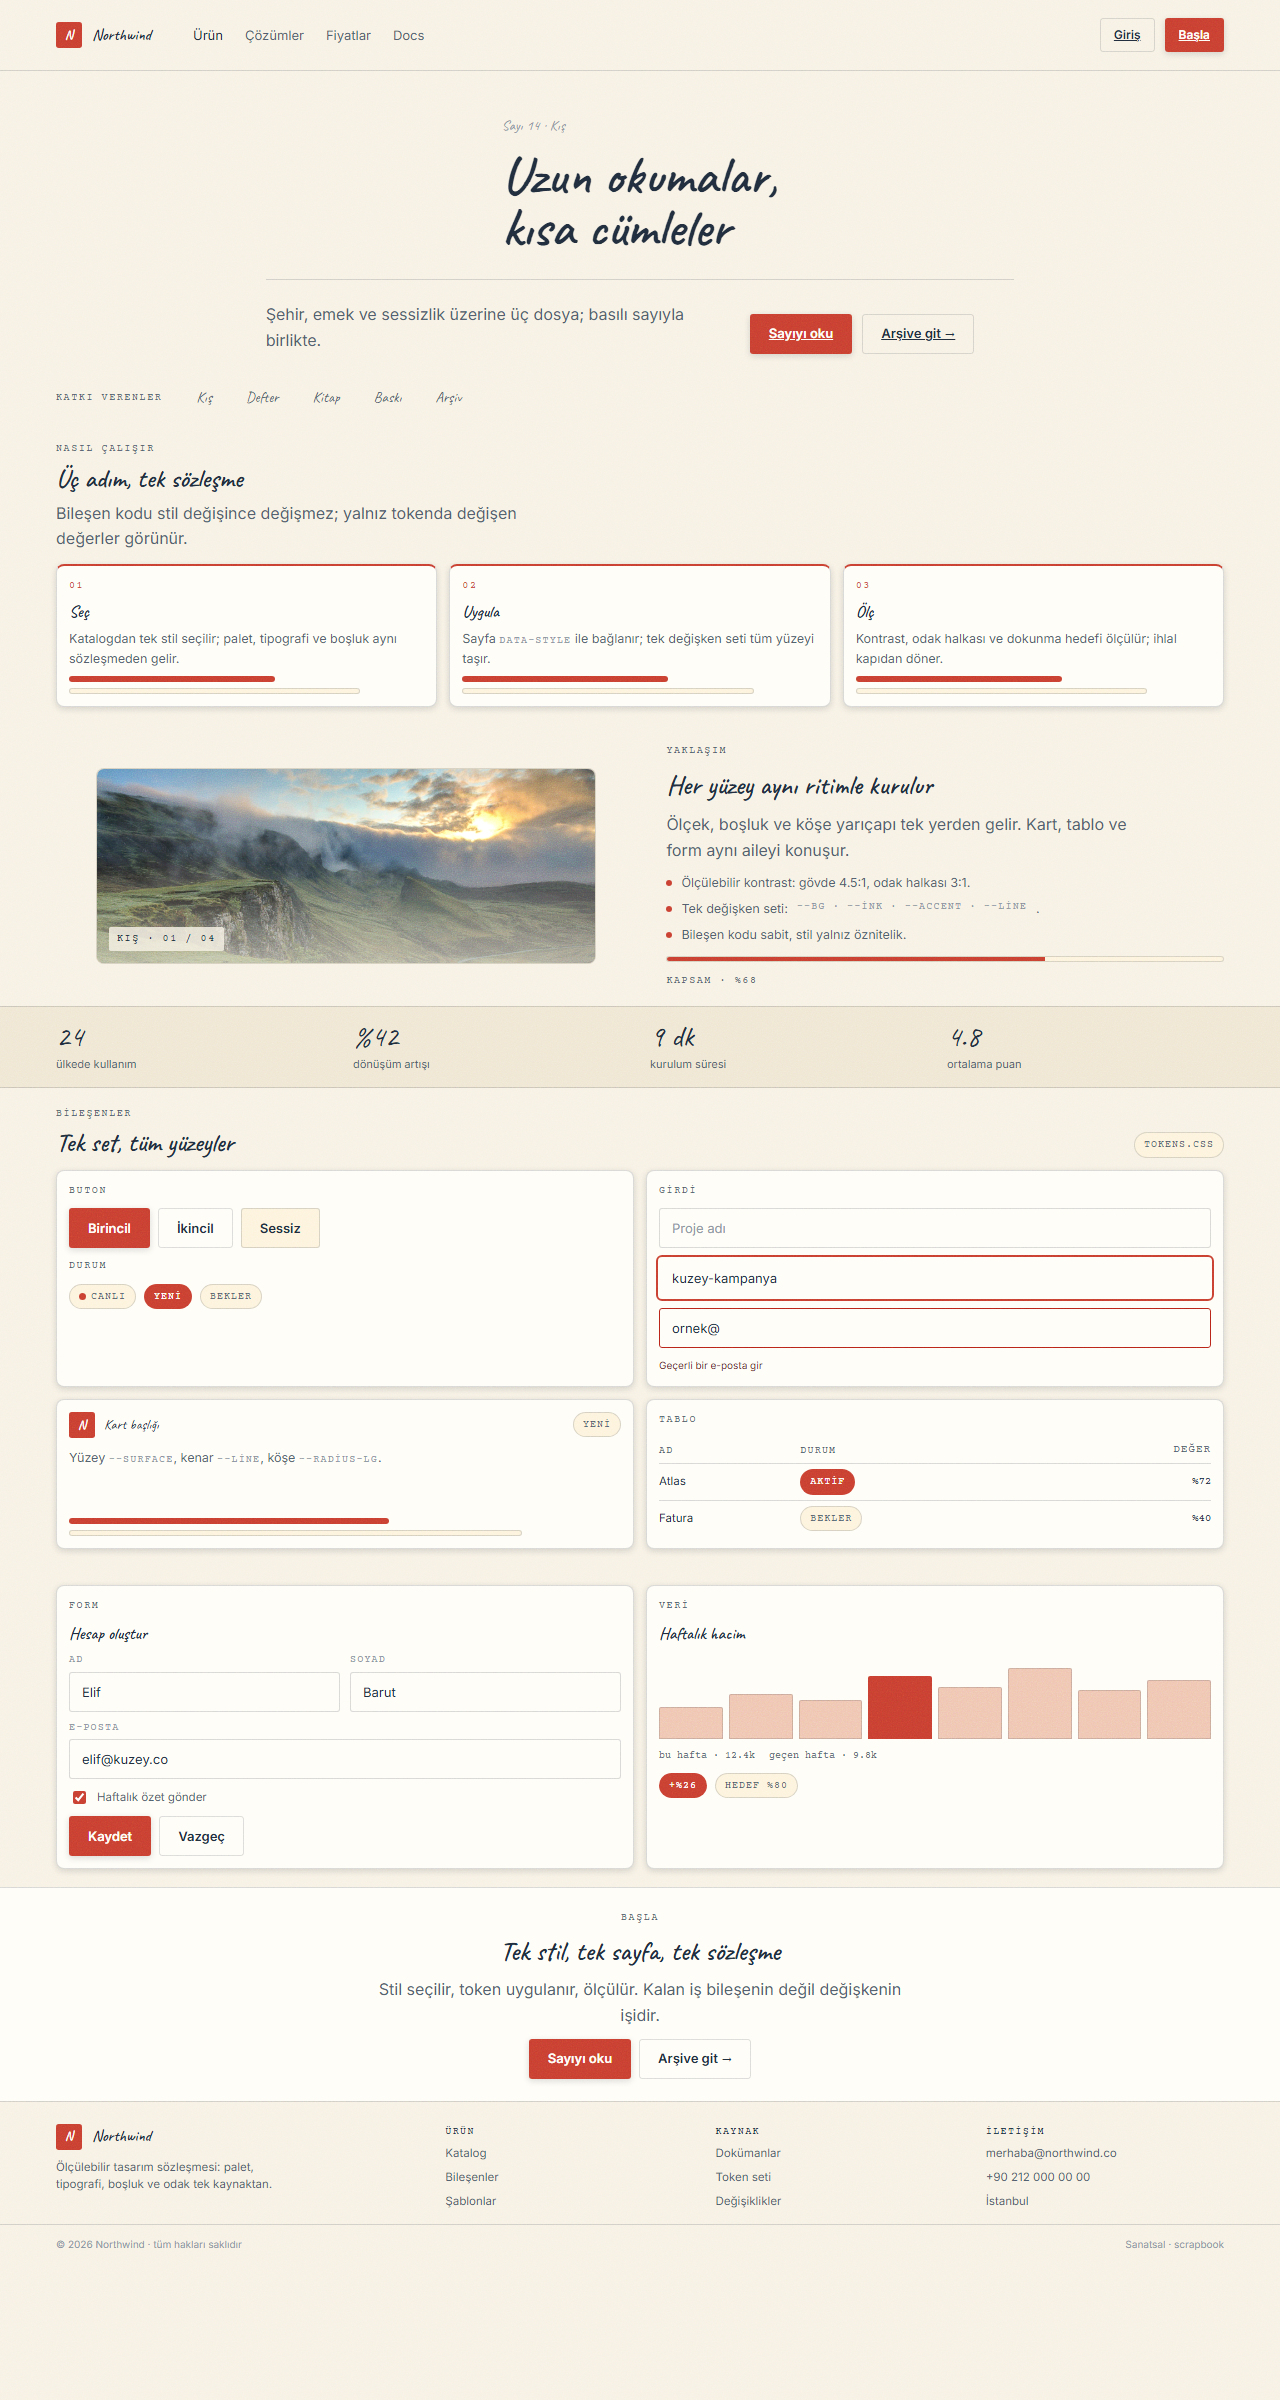 N Northwind Ürün Çözümler Fiyatlar Docs Giriş Başla
Sayı 14 · Kış
Uzun okumalar,
kısa cümleler
Şehir, emek ve sessizlik üzerine üç dosya; basılı sayıyla
birlikte.
Sayıyı oku Arşive git →
KATKI VERENLER Kış Defter Kitap Baskı Arşiv
NASIL ÇALIŞIR
Üç adım, tek sözleşme
Bileşen kodu stil değişince değişmez; yalnız tokenda değişen
değerler görünür.
01
Seç
Katalogdan tek stil seçilir; palet, tipografi ve boşluk aynı
sözleşmeden gelir.
02
Uygula
Sayfa DATA-STYLE ile bağlanır; tek değişken seti tüm yüzeyi
taşır.
03
Ölç
Kontrast, odak halkası ve dokunma hedefi ölçülür; ihlal
kapıdan döner.
KIŞ · 01 / 04
YAKLAŞIM
Her yüzey aynı ritimle kurulur
Ölçek, boşluk ve köşe yarıçapı tek yerden gelir. Kart, tablo ve
form aynı aileyi konuşur.
Ölçülebilir kontrast: gövde 4.5:1, odak halkası 3:1.
Tek değişken seti: --BG · --İNK · --ACCENT · --LİNE .
Bileşen kodu sabit, stil yalnız öznitelik.
KAPSAM · %68
24
ülkede kullanım
%42
dönüşüm artışı
9 dk
kurulum süresi
4.8
ortalama puan
BİLEŞENLER
Tek set, tüm yüzeyler
TOKENS.CSS
BUTON
Birincil İkincil Sessiz
DURUM
CANLI YENİ BEKLER
GİRDİ
Proje adı
kuzey-kampanya
ornek@
Geçerli bir e-posta gir
N Kart başlığı YENİ
Yüzey --SURFACE, kenar --LİNE, köşe --RADİUS-LG.
TABLO
AD DURUM DEĞER
Atlas AKTİF %72
Fatura BEKLER %40
FORM
Hesap oluştur
AD SOYAD
Elif Barut
E-POSTA
elif@kuzey.co
Haftalık özet gönder
Kaydet Vazgeç
VERİ
Haftalık hacim
bu hafta · 12.4k geçen hafta · 9.8k
+%26 HEDEF %80
BAŞLA
Tek stil, tek sayfa, tek sözleşme
Stil seçilir, token uygulanır, ölçülür. Kalan iş bileşenin değil değişkenin
işidir.
Sayıyı oku Arşive git →
N Northwind
Ölçülebilir tasarım sözleşmesi: palet,
tipografi, boşluk ve odak tek kaynaktan.
ÜRÜN
Katalog
Bileşenler
Şablonlar
KAYNAK
Dokümanlar
Token seti
Değişiklikler
İLETİŞİM
merhaba@northwind.co
+90 212 000 00 00
İstanbul
© 2026 Northwind · tüm hakları saklıdır
Sanatsal · scrapbook